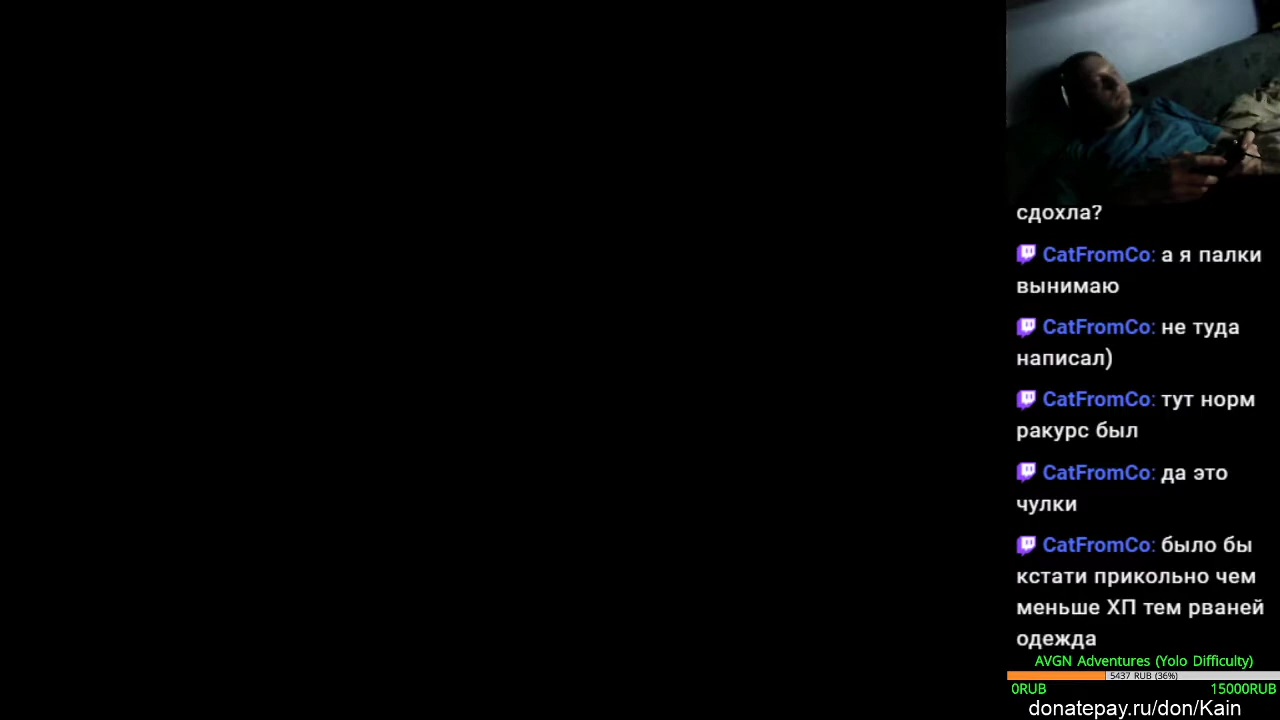 сдохла?
CatFromCo: а я палки
вынимаю
CatFromCo: не туда
написал)
CatFromCo: тут норм
ракурс был
CatFromCo: да это
чулки
CatFromCo: было бы
кстати прикольно чем
меньше ХП тем рваней
одежда
AVGN Adventures (Yolo Difficulty)
5437 RUB (36%)
0RUB 15000RUB
donatepay.ru/don/Kain